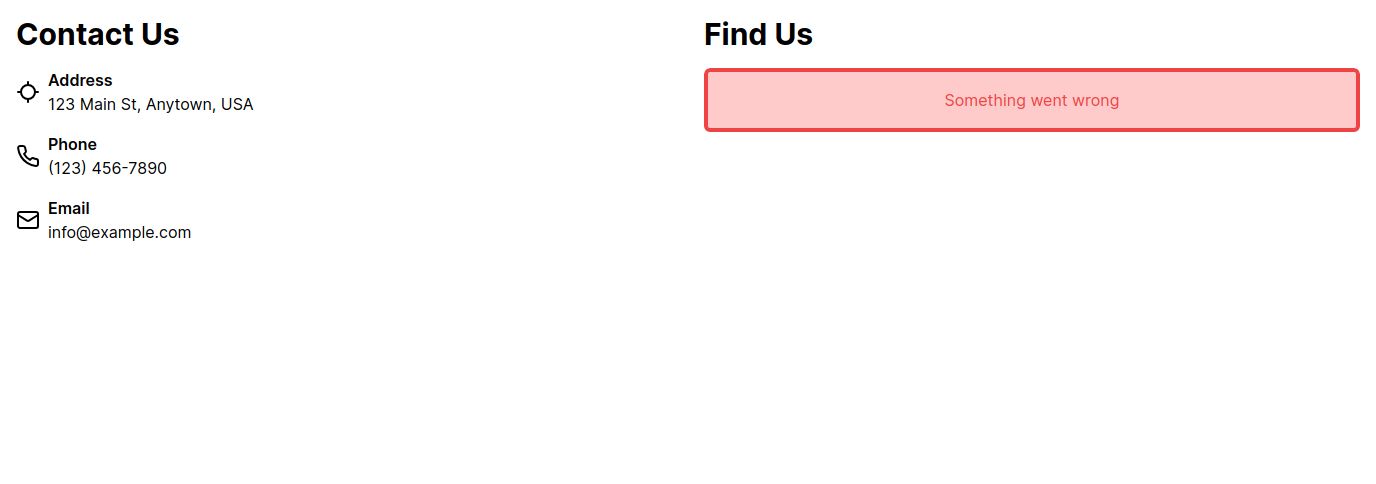 Contact Us
Address
123 Main St, Anytown, USA
Phone
(123) 456-7890
Email
info@example.com
Find Us
Something went wrong